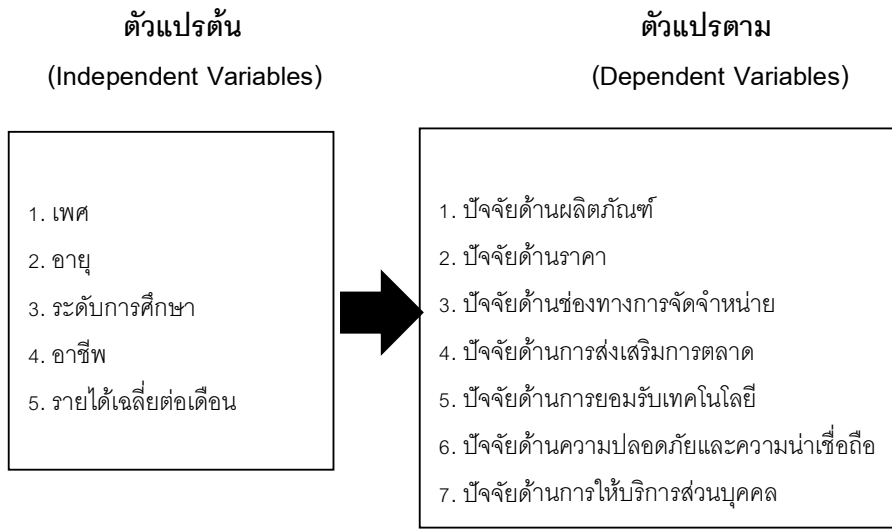 ตัวแปรต้น
(Independent Variables)
1. เพศ
2. อายุ
3. ระดับการศึกษา
4. อาชีพ
5. รายได้เฉลี่ยต่อเดือน
ตัวแปรตาม
(Dependent Variables)
1. ปัจจัยด้านผลิตภัณฑ์
2. ปัจจัยด้านราคา
3. ปัจจัยด้านช่องทางการจัดจำหน่าย
4. ปัจจัยด้านการส่งเสริมการตลาด
5. ปัจจัยด้านการยอมรับเทคโนโลยี
6. ปัจจัยด้านความปลอดภัยและความน่าเชื่อถือ
7. ปัจจัยด้านการให้บริการส่วนบุคคล